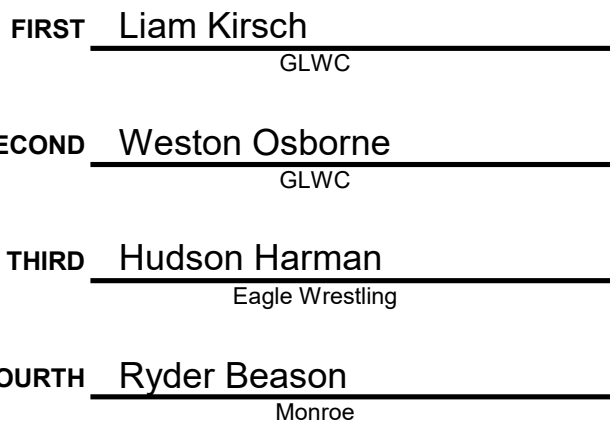 FIRST Liam Kirsch
GLWC
ECOND Weston Osborne
GLWC
THIRD Hudson Harman
Eagle Wrestling
OURTH Ryder Beason
Monroe